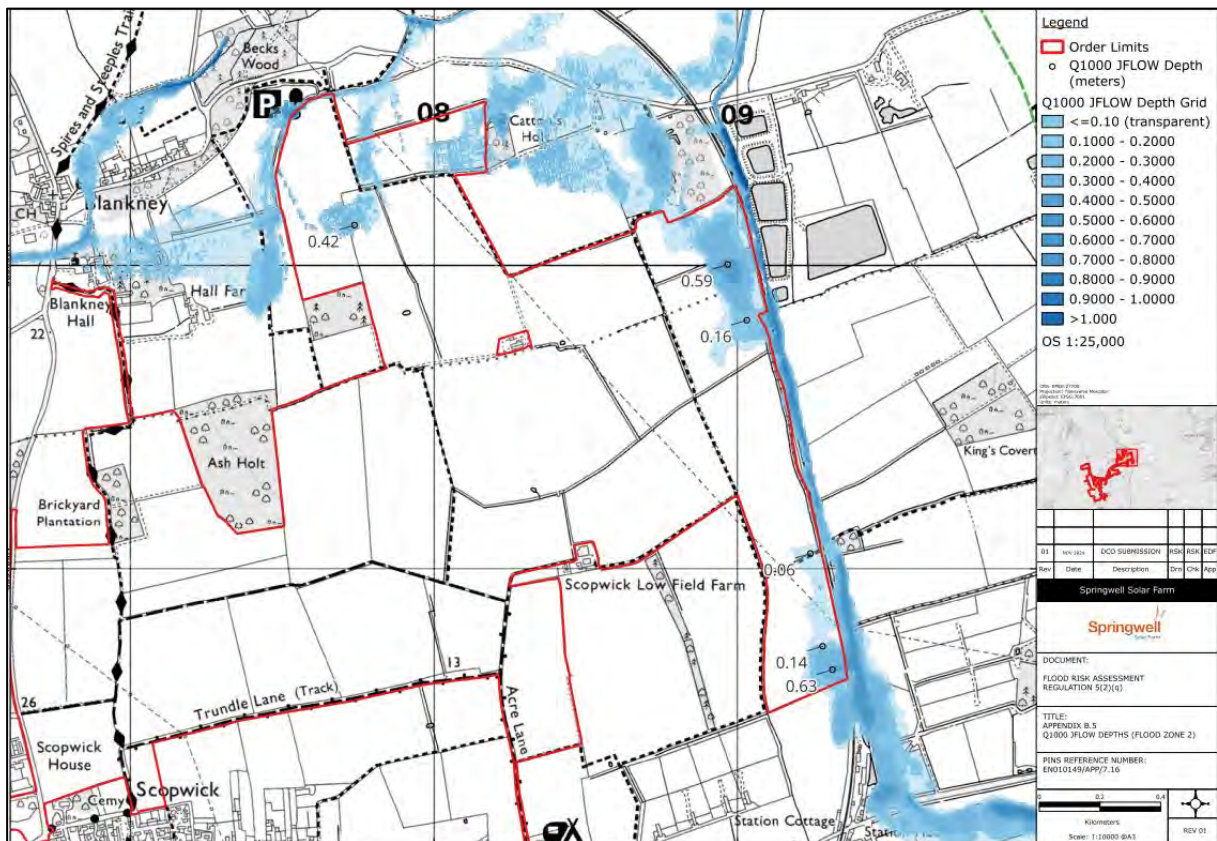 Spires and Steeples Trail
Becks
Wood
P
08
09
Blankney
CH
0.42
Hall Far
Blankney
Hall
22
0.59
0.16
Ash Holt
Brickyard
Plantation
King's Covert
Scopwick Low Field Farm
0.06
0.14
0.63
13
Trundle Lane (Track)
Acre Lane
26
Scopwick
House
Cemy
Scopwick
Station Cottage
Legend
Order Limits
Q1000 JFLOW Depth
(meters)
Q1000 JFLOW Depth Grid
<=0.10 (transparent)
0.1000 - 0.2000
0.2000 - 0.3000
0.3000 - 0.4000
0.4000 - 0.5000
0.5000 - 0.6000
0.6000 - 0.7000
0.7000 - 0.8000
0.8000 - 0.9000
0.9000 - 1.0000
>1.000
OS 1:25,000
01 NOV 2024 DCO SUBMISSION RSK RSK EDF
Rev Date Description Drn Chk App
Springwell Solar Farm
Springwell
Solar Farm
DOCUMENT:
FLOOD RISK ASSESSMENT
REGULATION 5(2)(q)
TITLE:
APPENDIX B.5
Q1000 JFLOW DEPTHS (FLOOD ZONE 2)
PINS REFERENCE NUMBER:
EN010149/APP/7.16
0 0.2 0.4
Kilometers
Scale: 1:10000 @A3
REV 01